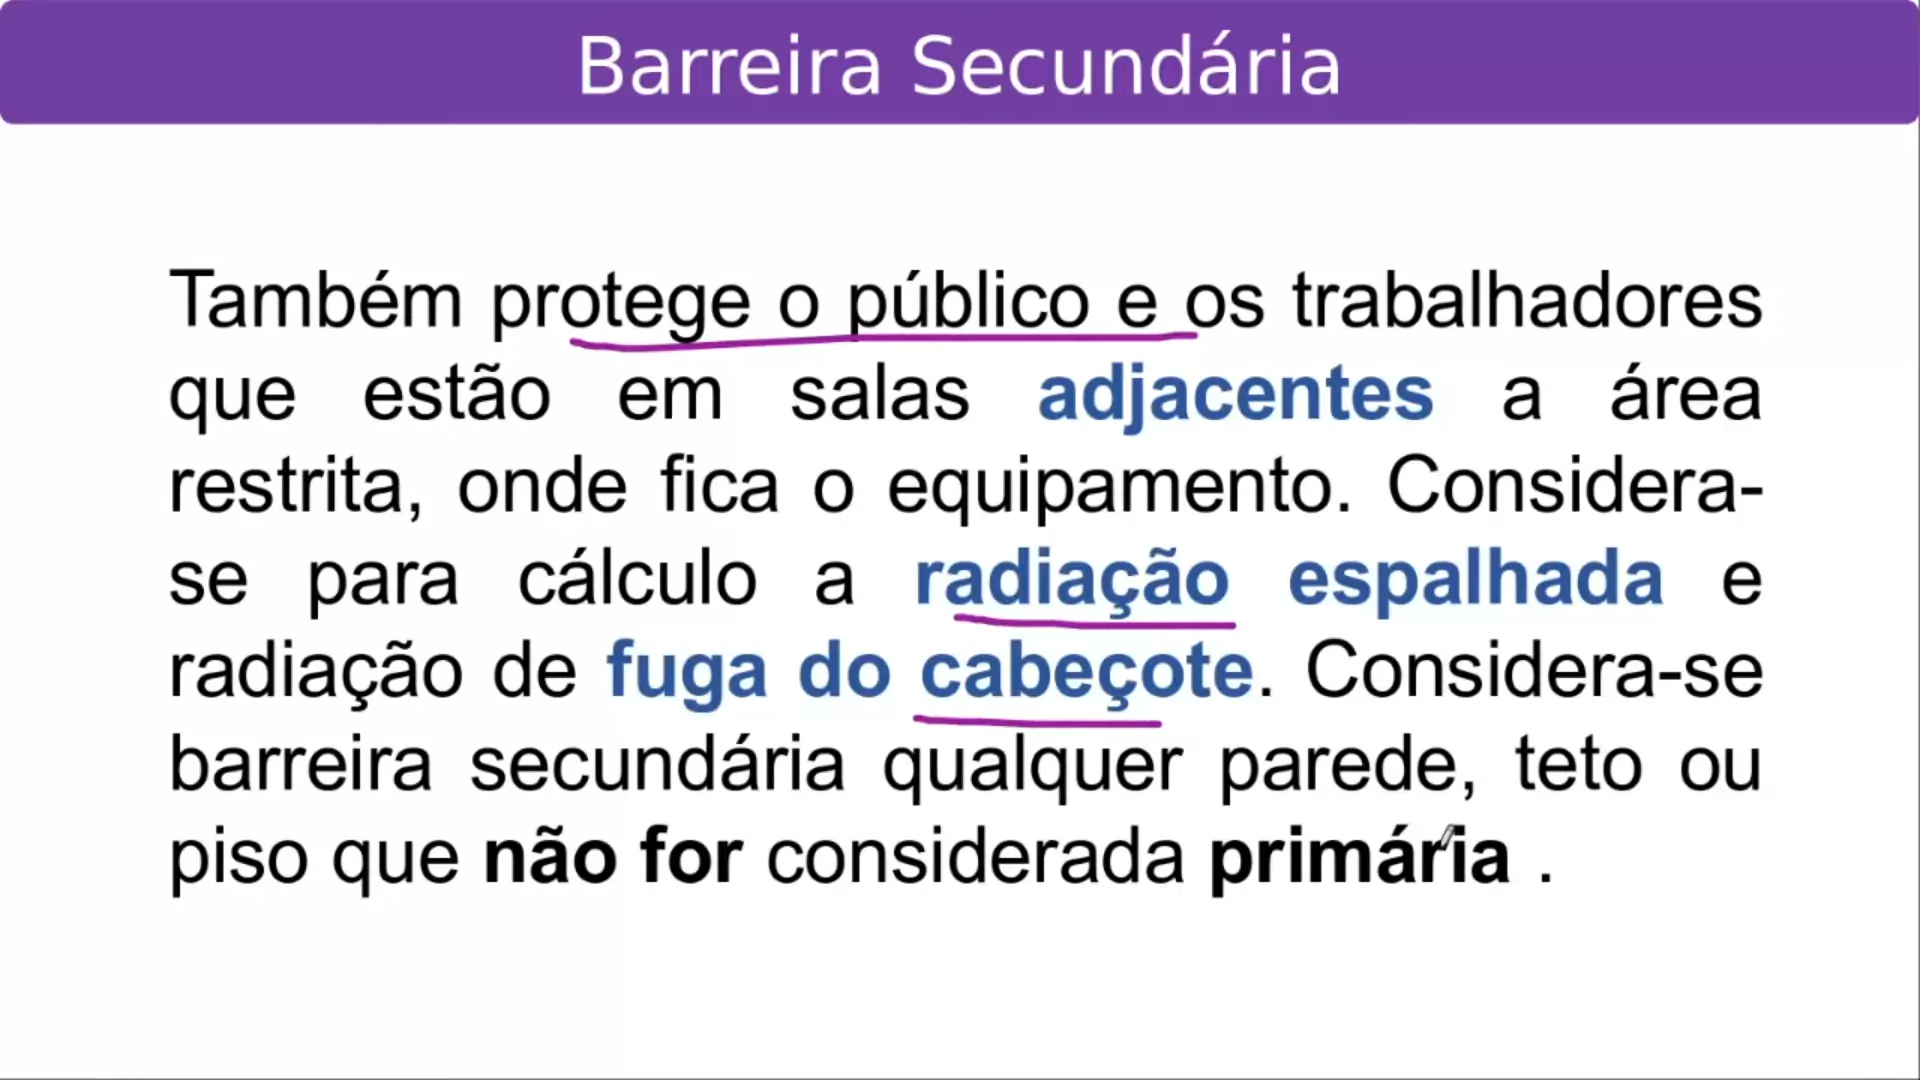 Barreira Secundária
Também protege o público e os trabalhadores
que estão em salas adjacentes a área
restrita, onde fica o equipamento. Considera-
se para cálculo a radiação espalhada e
radiação de fuga do cabeçote. Considera-se
barreira secundária qualquer parede, teto ou
piso que não for considerada primária .